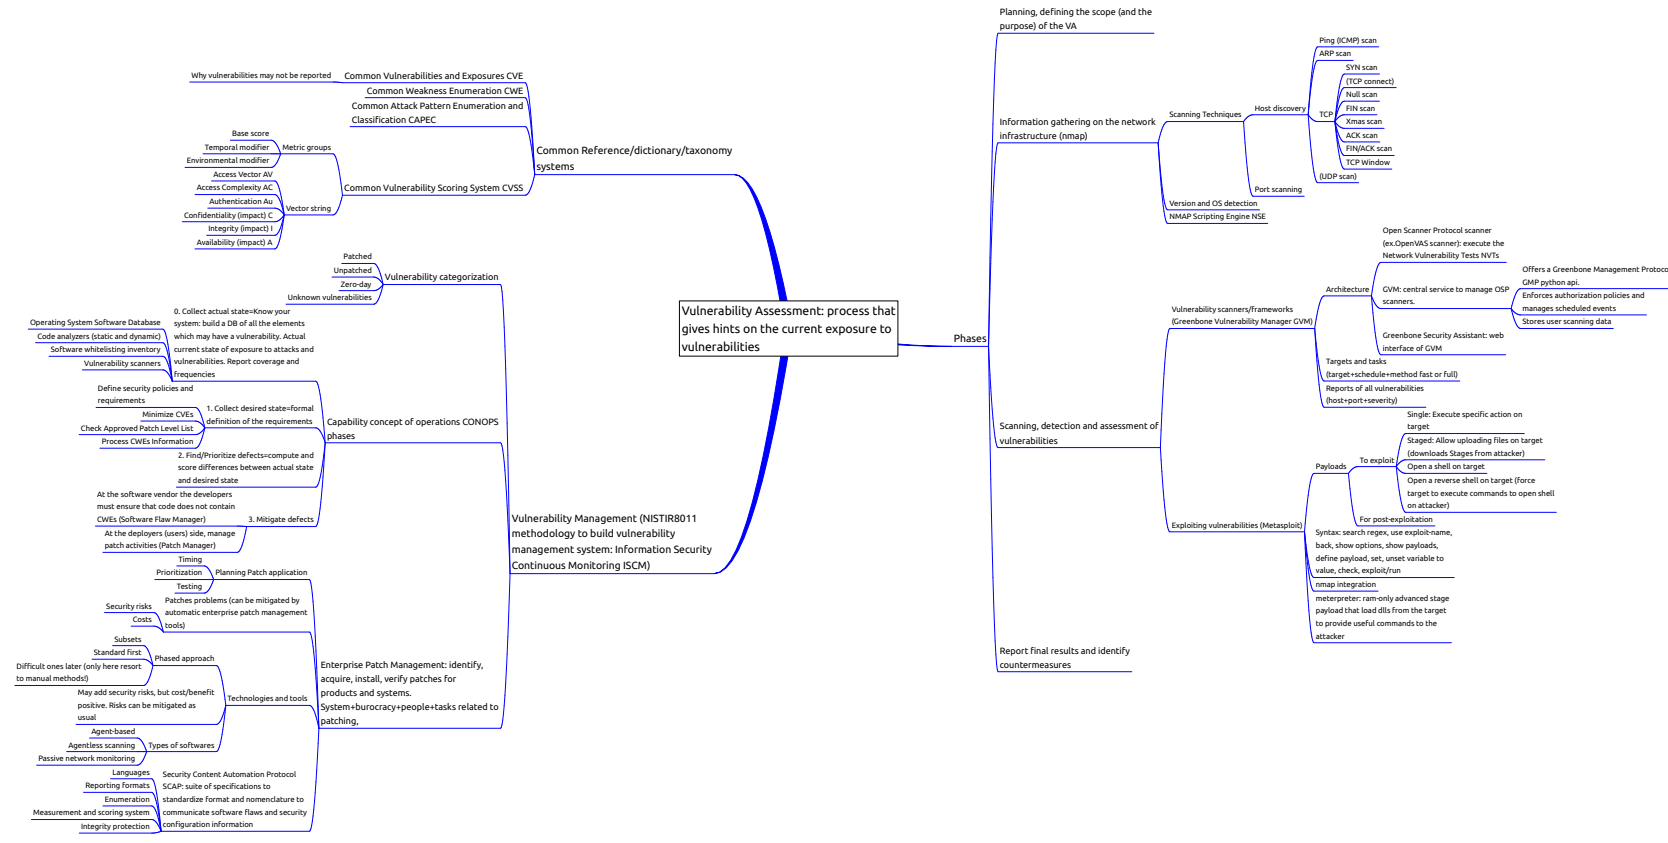 Vulnerability Assessment: process that
gives hints on the current exposure to
vulnerabilities
Common Reference/dictionary/taxonomy
systems
Common Vulnerabilities and Exposures CVE
Why vulnerabilities may not be reported
Common Weakness Enumeration CWE
Common Attack Pattern Enumeration and
Classification CAPEC
Common Vulnerability Scoring System CVSS
Metric groups
Base score
Temporal modifier
Environmental modifier
Vector string
Access Vector AV
Access Complexity AC
Authentication Au
Confidentiality (impact) C
Integrity (impact) I
Availability (impact) A
Vulnerability Management (NISTIR8011
methodology to build vulnerability
management system: Information Security
Continuous Monitoring ISCM)
Vulnerability categorization
Patched
Unpatched
Zero-day
Unknown vulnerabilities
Capability concept of operations CONOPS
phases
0. Collect actual state=Know your
system: build a DB of all the elements
which may have a vulnerability. Actual
current state of exposure to attacks and
vulnerabilities. Report coverage and
frequencies
Operating System Software Database
Code analyzers (static and dynamic)
Software whitelisting inventory
Vulnerability scanners
1. Collect desired state=formal
definition of the requirements
Define security policies and
requirements
Minimize CVEs
Check Approved Patch Level List
Process CWEs Information
2. Find/Prioritize defects=compute and
score differences between actual state
and desired state
3. Mitigate defects
At the software vendor the developers
must ensure that code does not contain
CWEs (Software Flaw Manager)
At the deployers (users) side, manage
patch activities (Patch Manager)
Enterprise Patch Management: identify,
acquire, install, verify patches for
products and systems.
System+burocracy+people+tasks related to
patching,
Planning Patch application
Timing
Prioritization
Testing
Patches problems (can be mitigated by
automatic enterprise patch management
tools)
Security risks
Costs
Technologies and tools
Phased approach
Subsets
Standard first
Difficult ones later (only here resort
to manual methods!)
May add security risks, but cost/benefit
positive. Risks can be mitigated as
usual
Types of softwares
Agent-based
Agentless scanning
Passive network monitoring
Security Content Automation Protocol
SCAP: suite of specifications to
standardize format and nomenclature to
communicate software flaws and security
configuration information
Languages
Reporting formats
Enumeration
Measurement and scoring system
Integrity protection
Phases
Planning, defining the scope (and the
purpose) of the VA
Information gathering on the network
infrastructure (nmap)
Scanning Techniques
Host discovery
Ping (ICMP) scan
ARP scan
TCP
SYN scan
(TCP connect)
Null scan
FIN scan
Xmas scan
ACK scan
FIN/ACK scan
TCP Window
(UDP scan)
Port scanning
Version and OS detection
NMAP Scripting Engine NSE
Scanning, detection and assessment of
vulnerabilities
Vulnerability scanners/frameworks
(Greenbone Vulnerability Manager GVM)
Architecture
Open Scanner Protocol scanner
(ex.OpenVAS scanner): execute the
Network Vulnerability Tests NVTs
GVM: central service to manage OSP
scanners.
Offers a Greenbone Management Protoco
GMP python api.
Enforces authorization policies and
manages scheduled events
Stores user scanning data
Greenbone Security Assistant: web
interface of GVM
Targets and tasks
(target+schedule+method fast or full)
Reports of all vulnerabilities
(host+port+severity)
Exploiting vulnerabilities (Metasploit)
Payloads
To exploit
Single: Execute specific action on
target
Staged: Allow uploading files on target
(downloads Stages from attacker)
Open a shell on target
Open a reverse shell on target (force
target to execute commands to open shell
on attacker)
For post-exploitation
Syntax: search regex, use exploit-name,
back, show options, show payloads,
define payload, set, unset variable to
value, check, exploit/run
nmap integration
meterpreter: ram-only advanced stage
payload that load dlls from the target
to provide useful commands to the
attacker
Report final results and identify
countermeasures